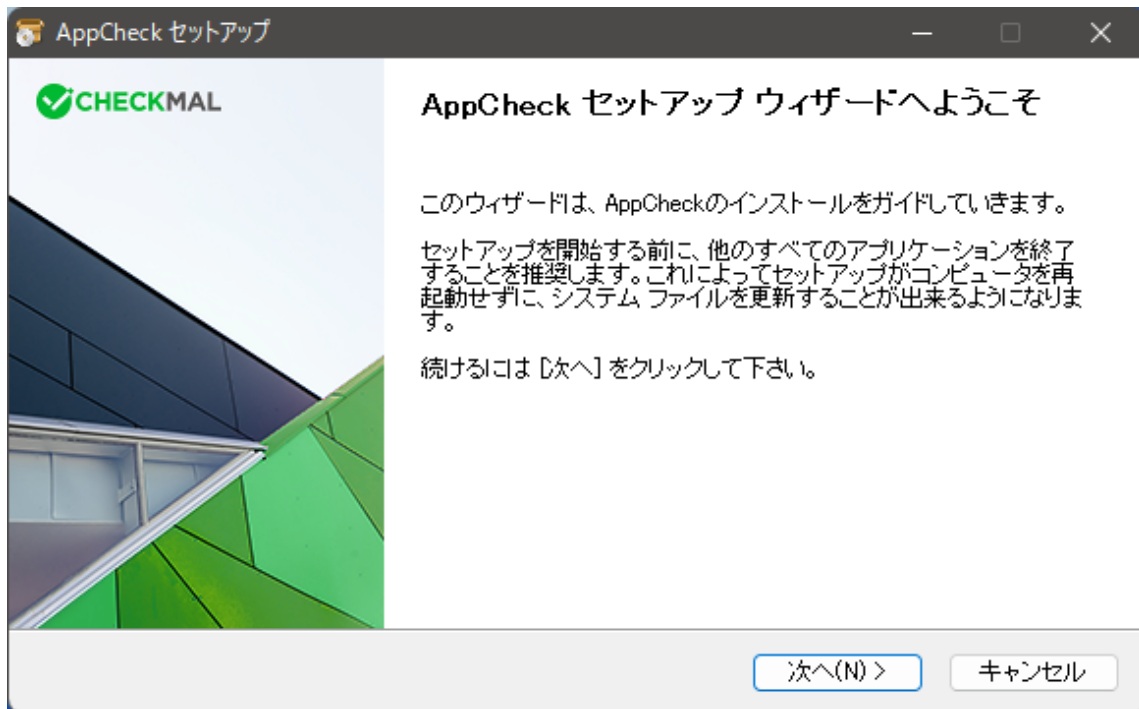 AppCheck セットアップ
CHECKMAL
AppCheck セットアップ ウィザードへようこそ
このウィザードは、AppCheckのインストールをガイドしていきます。
セットアップを開始する前に、他のすべてのアプリケーションを終了
することを推奨します。これによってセットアップがコンピュータを再
起動せずに、システム ファイルを更新することが出来るようになりま
す。
続けるには [次へ] をクリックして下さい。
次へ(N) >
キャンセル